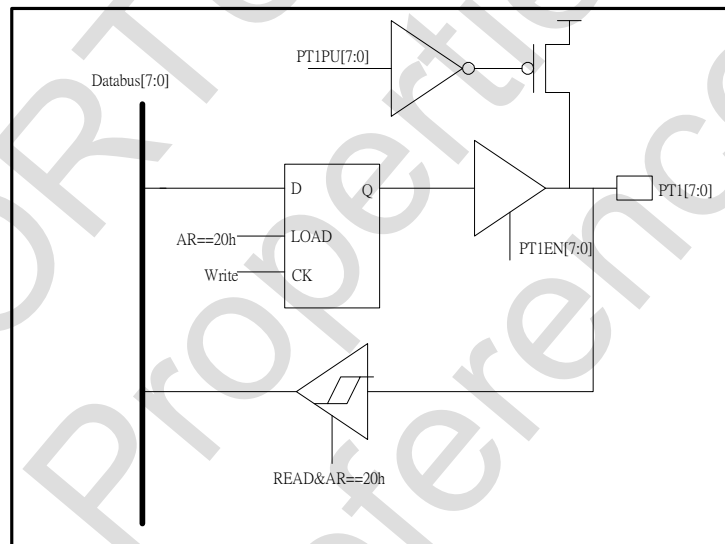 PT1PU[7:0]
Databus[7:0]
D
Q
PT1[7:0]
AR==20h
LOAD
PT1EN[7:0]
Write
CK
READ&AR==20h